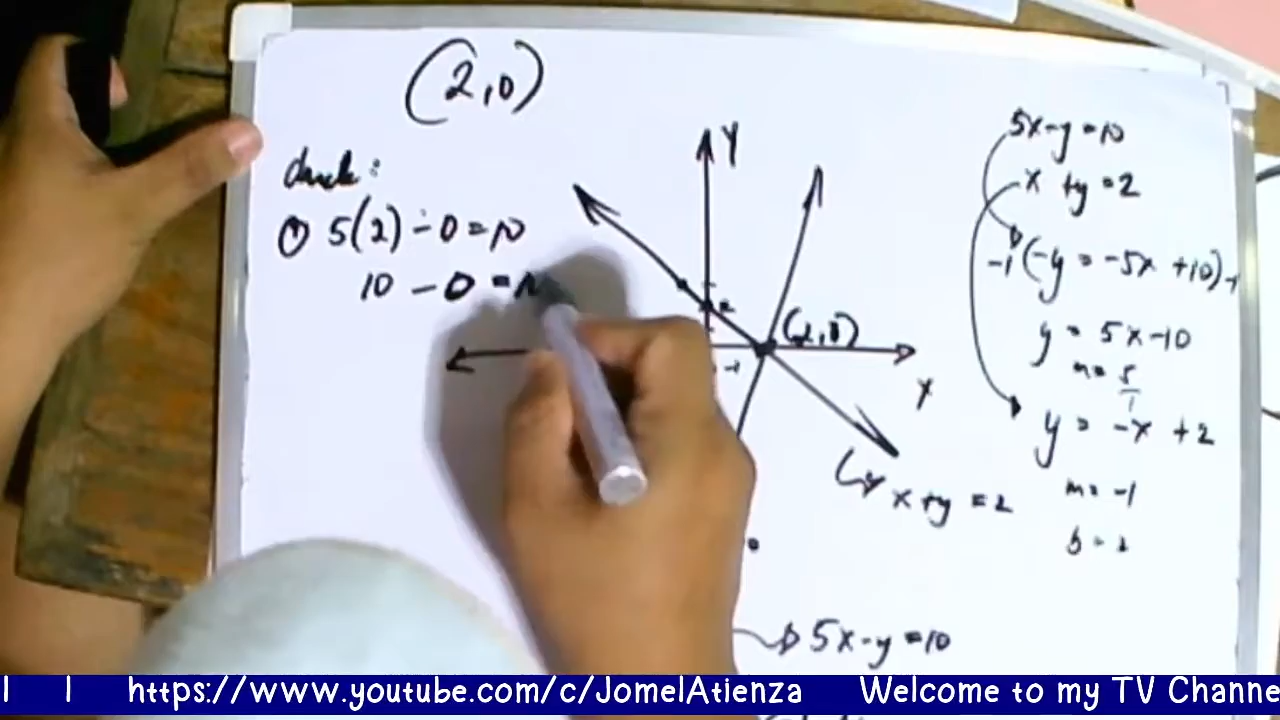 (2,0)
check:
① 5(2) - 0 = 10
10 - 0 = 10
Y
(2,0)
X
x + y = 2
5x - y = 10
5x - y = 10
x + y = 2
-1(-y = -5x + 10) -1
y = 5x - 10
m = 5/1
y = -x + 2
m = -1
b = 2
https://www.youtube.com/c/JomelAtienza Welcome to my TV Channe